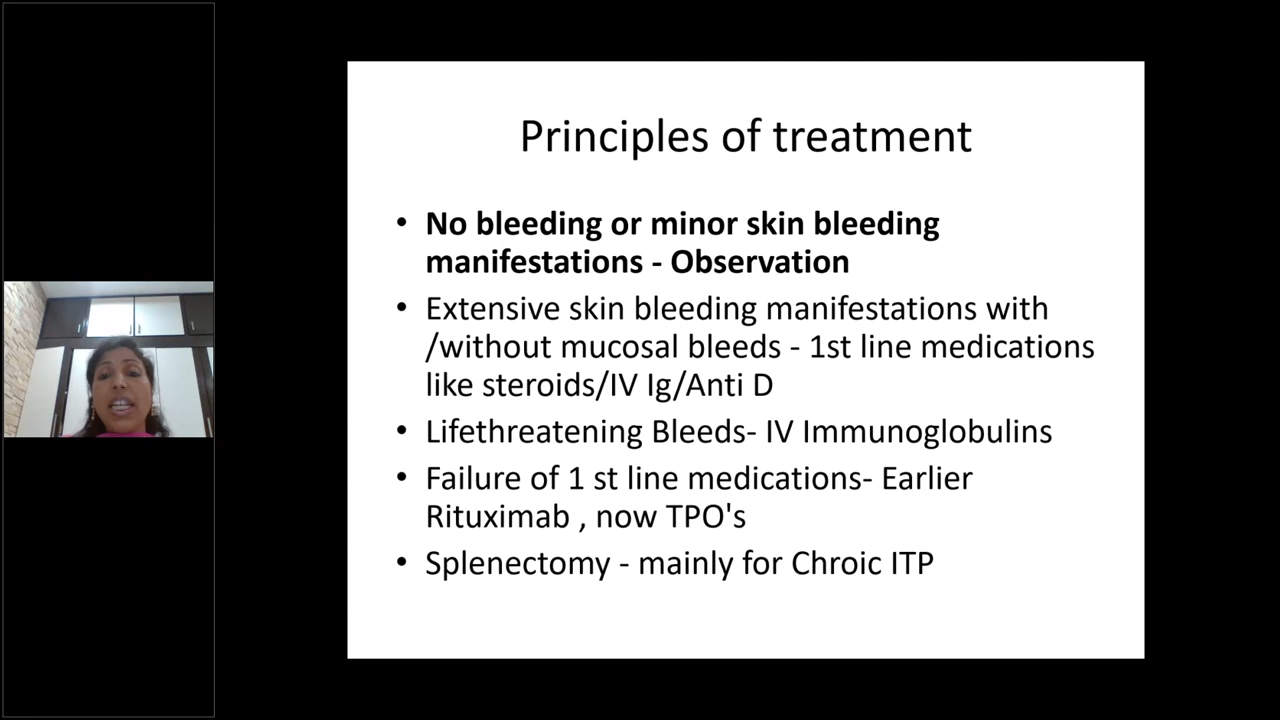 Principles of treatment
• No bleeding or minor skin bleeding
manifestations - Observation
• Extensive skin bleeding manifestations with
/without mucosal bleeds - 1st line medications
like steroids/IV Ig/Anti D
• Lifethreatening Bleeds- IV Immunoglobulins
• Failure of 1 st line medications- Earlier
Rituximab , now TPO's
• Splenectomy - mainly for Chroic ITP